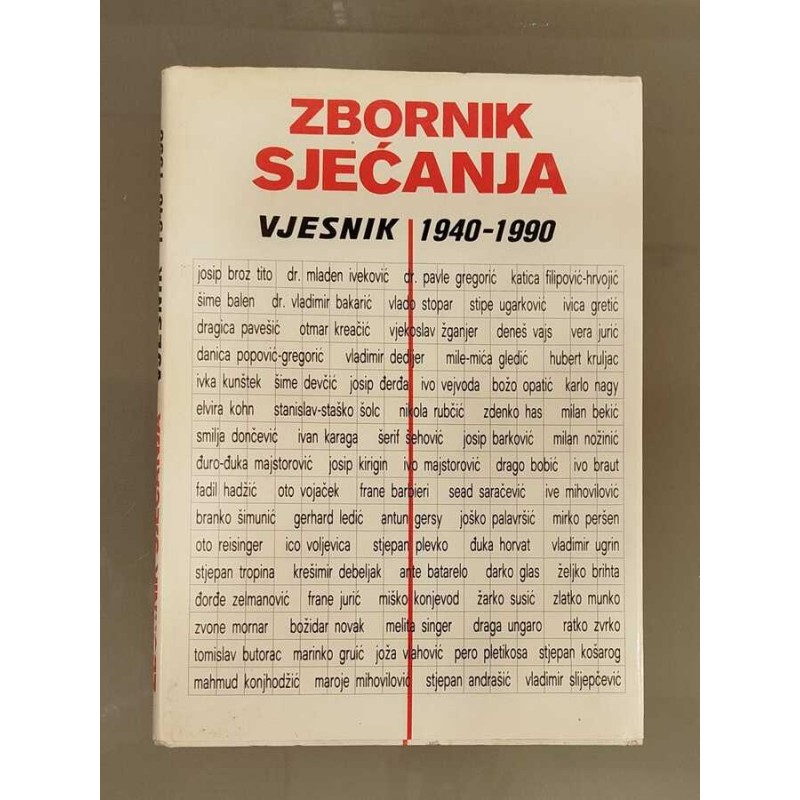 ZBORNIK
SJEĆANJA
VJESNIK 1940-1990
josip broz tito dr. mladen iveković dr. pavle gregorić katica filipović-hrvojić
šime balen dr. vladimir bakarić vlado stopar stipe ugarković ivica gretić
dragica pavešić otmar kreačić vjekoslav žganjer deneš vajs vera jurić
danica popović-gregorić vladimir dedijer mile-mića gledić hubert kruljac
ivka kunštek šime devčić josip đerđa ivo vejvoda božo opatić karlo nagy
elvira kohn stanislav-staško šolc nikola rubčić zdenko has milan bekić
smilja dončević ivan karaga šerif šehović josip barković milan nožinić
đuro-đuka majstorović josip kirigin ivo majstorović drago bobić ivo braut
fadil hadžić oto vojaček frane barbieri sead saračević ive mihovilović
branko šimunić gerhard ledić antun gersy joško palavršić mirko peršen
oto reisinger ico voljevica stjepan plevko đuka horvat vladimir ugrin
stjepan tropina krešimir debeljak ante batarelo darko glas željko brihta
đorđe zelmanović frane jurić miško konjevod žarko susić zlatko munko
zvone mornar božidar novak melita singer draga ungaro ratko zvrko
tomislav butorac marinko gruić joža vlahović pero pletikosa stjepan košarog
mahmud konjhodžić maroje mihovilović stjepan andrašić vladimir slijepčević
ZBORNIK SJEĆANJA VJESNIK 1940-1990